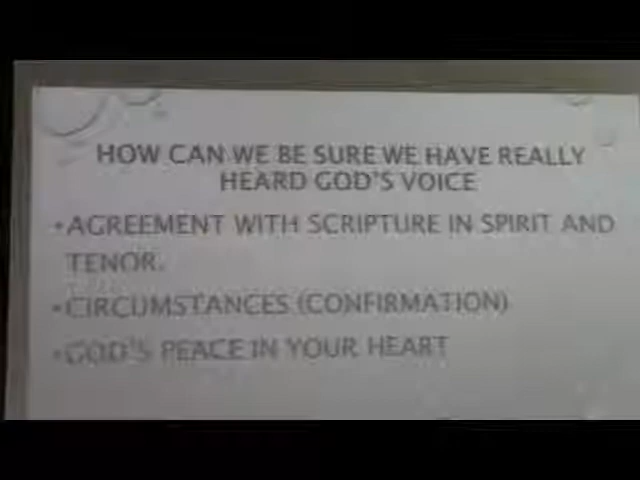 HOW CAN WE BE SURE WE HAVE REALLY
HEARD GOD'S VOICE
•AGREEMENT WITH SCRIPTURE IN SPIRIT AND
TENOR.
•CIRCUMSTANCES (CONFIRMATION)
•GOD'S PEACE IN YOUR HEART